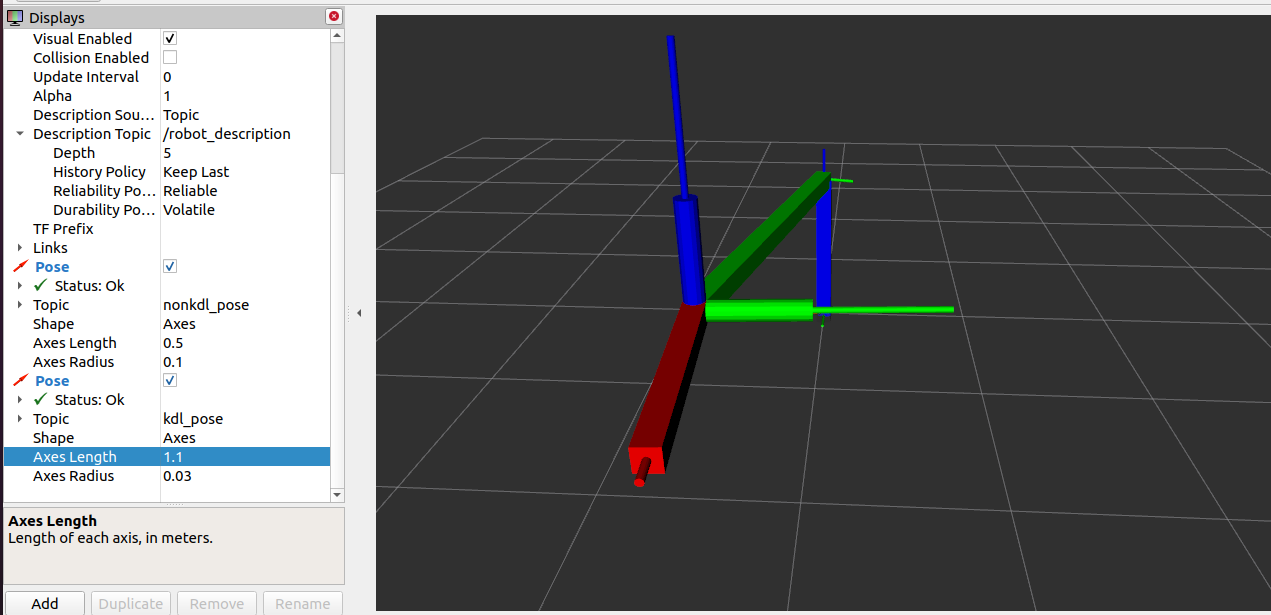 Displays
Visual Enabled
Collision Enabled
Update Interval 0
Alpha 1
Description Sou... Topic
Description Topic /robot_description
Depth 5
History Policy Keep Last
Reliability Po... Reliable
Durability Po... Volatile
TF Prefix
Links
Pose
Status: Ok
Topic nonkdl_pose
Shape Axes
Axes Length 0.5
Axes Radius 0.1
Pose
Status: Ok
Topic kdl_pose
Shape Axes
Axes Length 1.1
Axes Radius 0.03
Axes Length
Length of each axis, in meters.
Add Duplicate Remove Rename